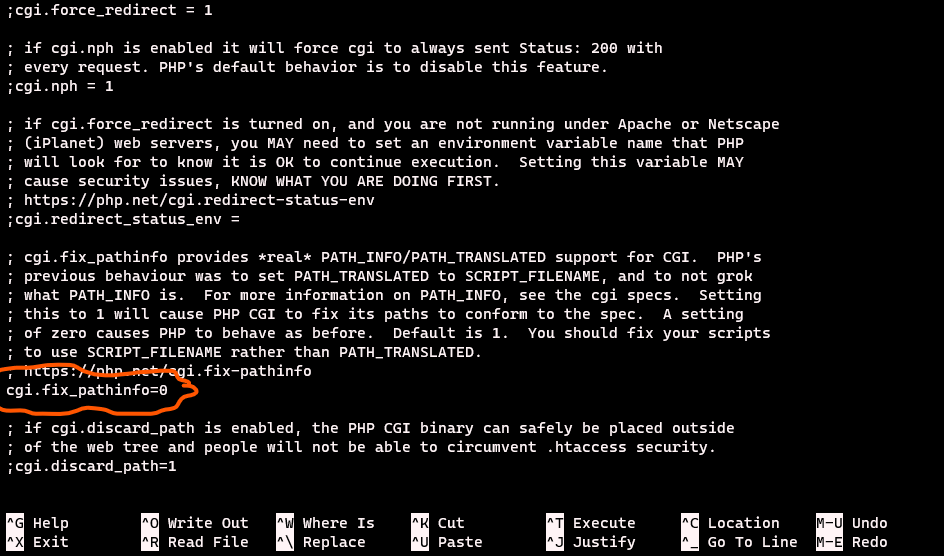 ;cgi.force_redirect = 1
; if cgi.nph is enabled it will force cgi to always sent Status: 200 with
; every request. PHP's default behavior is to disable this feature.
;cgi.nph = 1
; if cgi.force_redirect is turned on, and you are not running under Apache or Netscape
; (iPlanet) web servers, you MAY need to set an environment variable name that PHP
; will look for to know it is OK to continue execution.  Setting this variable MAY
; cause security issues, KNOW WHAT YOU ARE DOING FIRST.
; https://php.net/cgi.redirect-status-env
;cgi.redirect_status_env =
; cgi.fix_pathinfo provides *real* PATH_INFO/PATH_TRANSLATED support for CGI.  PHP's
; previous behaviour was to set PATH_TRANSLATED to SCRIPT_FILENAME, and to not grok
; what PATH_INFO is.  For more information on PATH_INFO, see the cgi specs.  Setting
; this to 1 will cause PHP CGI to fix its paths to conform to the spec.  A setting
; of zero causes PHP to behave as before.  Default is 1.  You should fix your scripts
; to use SCRIPT_FILENAME rather than PATH_TRANSLATED.
; https://php.net/cgi.fix-pathinfo
cgi.fix_pathinfo=0
; if cgi.discard_path is enabled, the PHP CGI binary can safely be placed outside
; of the web tree and people will not be able to circumvent .htaccess security.
;cgi.discard_path=1
^G Help ^O Write Out ^W Where Is ^K Cut ^T Execute ^C Location M-U Undo
^X Exit ^R Read File ^\ Replace ^U Paste ^J Justify ^_ Go To Line M-E Redo